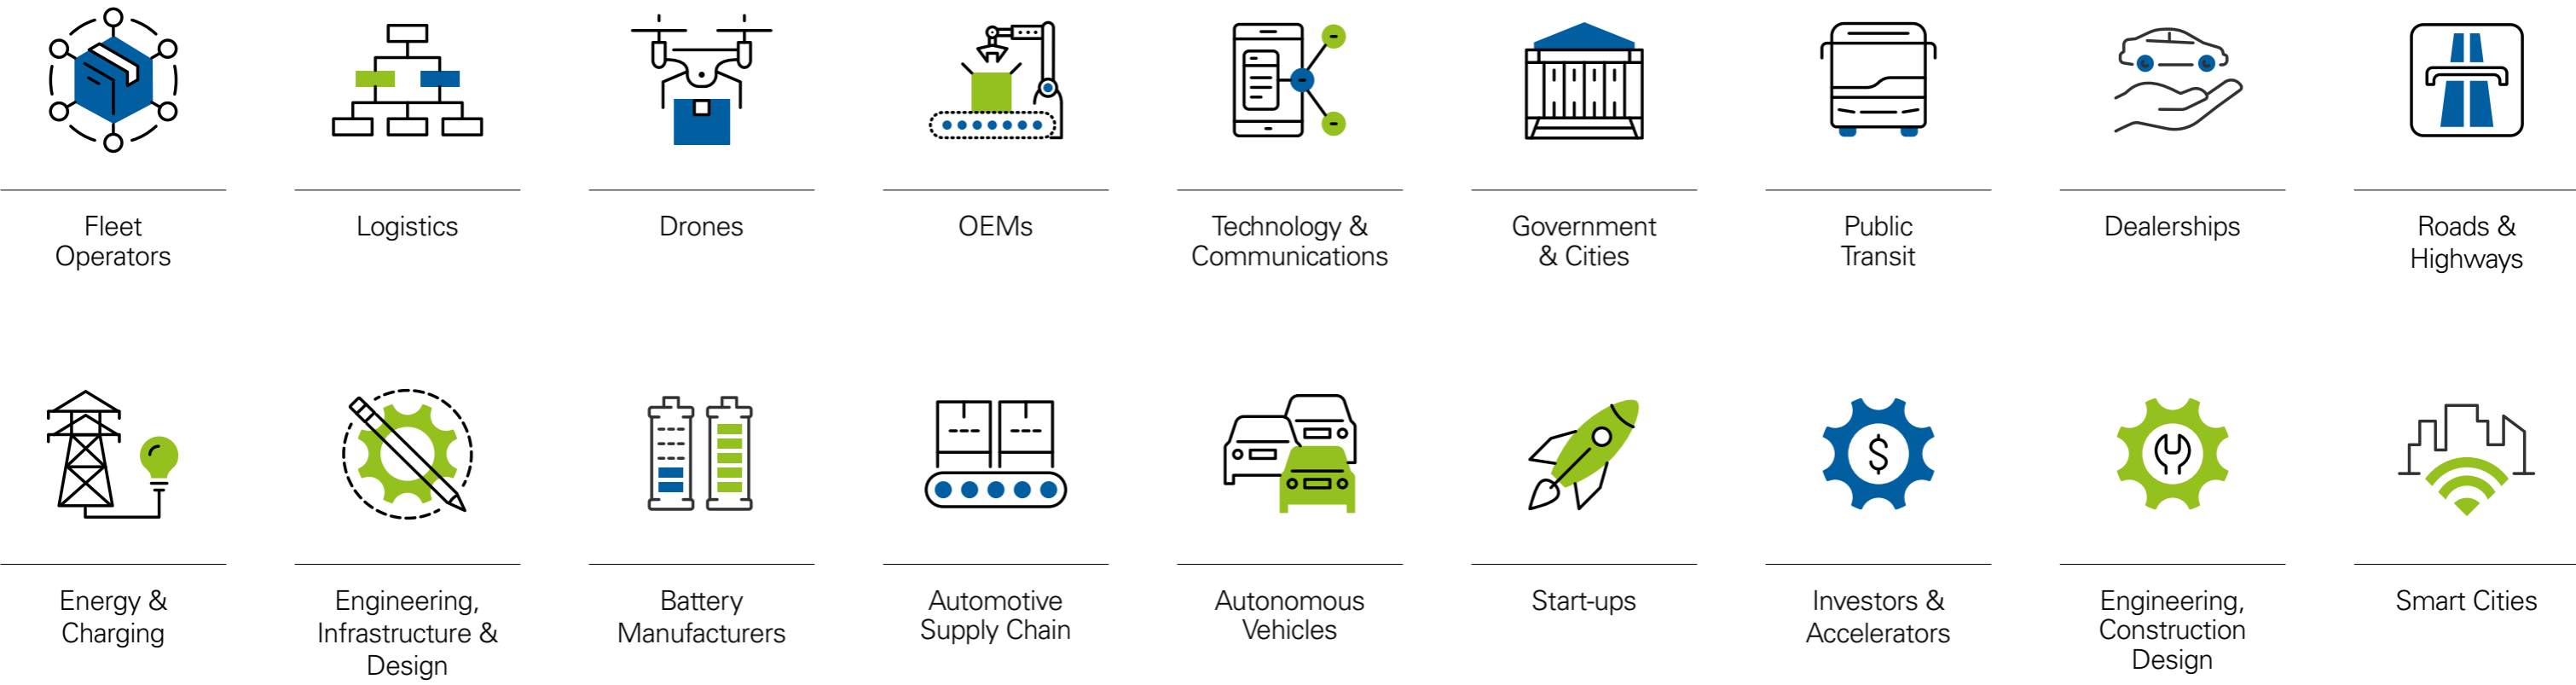 Fleet
Operators
Logistics
Drones
OEMs
Technology &
Communications
Government
& Cities
Public
Transit
Dealerships
Roads &
Highways
Energy &
Charging
Engineering,
Infrastructure &
Design
Battery
Manufacturers
Automotive
Supply Chain
Autonomous
Vehicles
Start-ups
$
Investors &
Accelerators
Engineering,
Construction
Design
Smart Cities